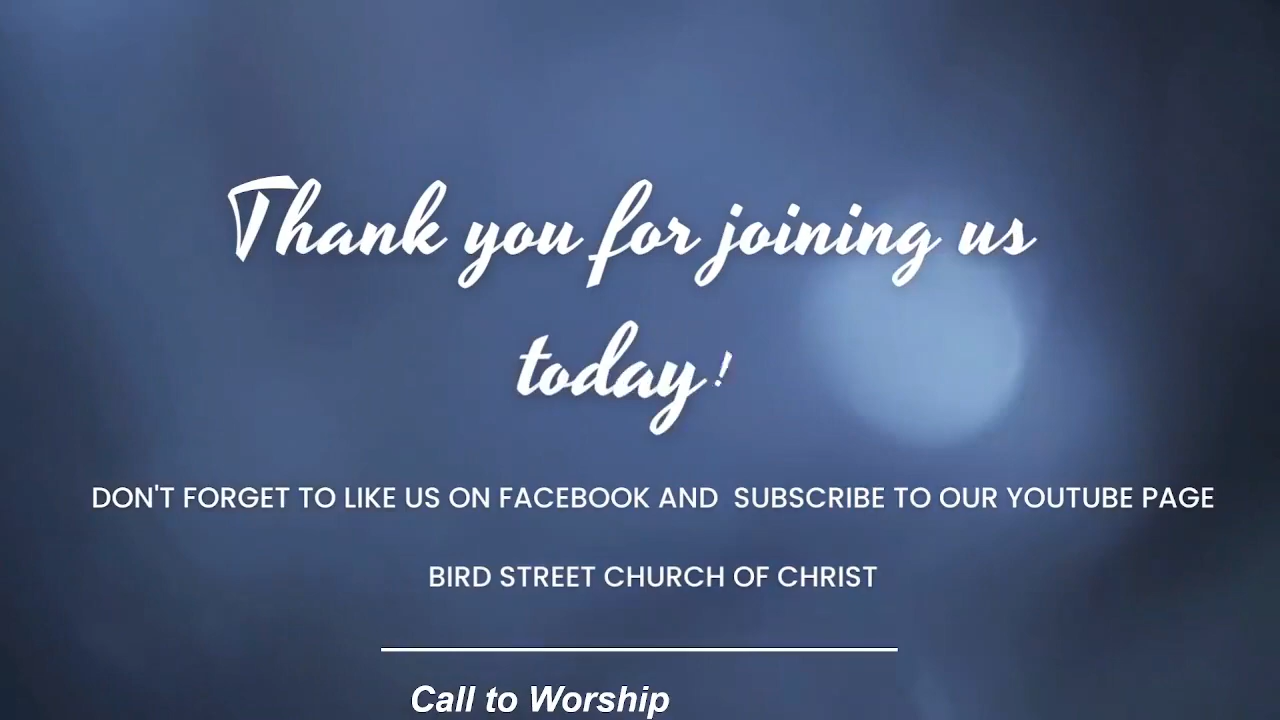 Thank you for joining us
today!
DON'T FORGET TO LIKE US ON FACEBOOK AND  SUBSCRIBE TO OUR YOUTUBE PAGE
BIRD STREET CHURCH OF CHRIST
Call to Worship